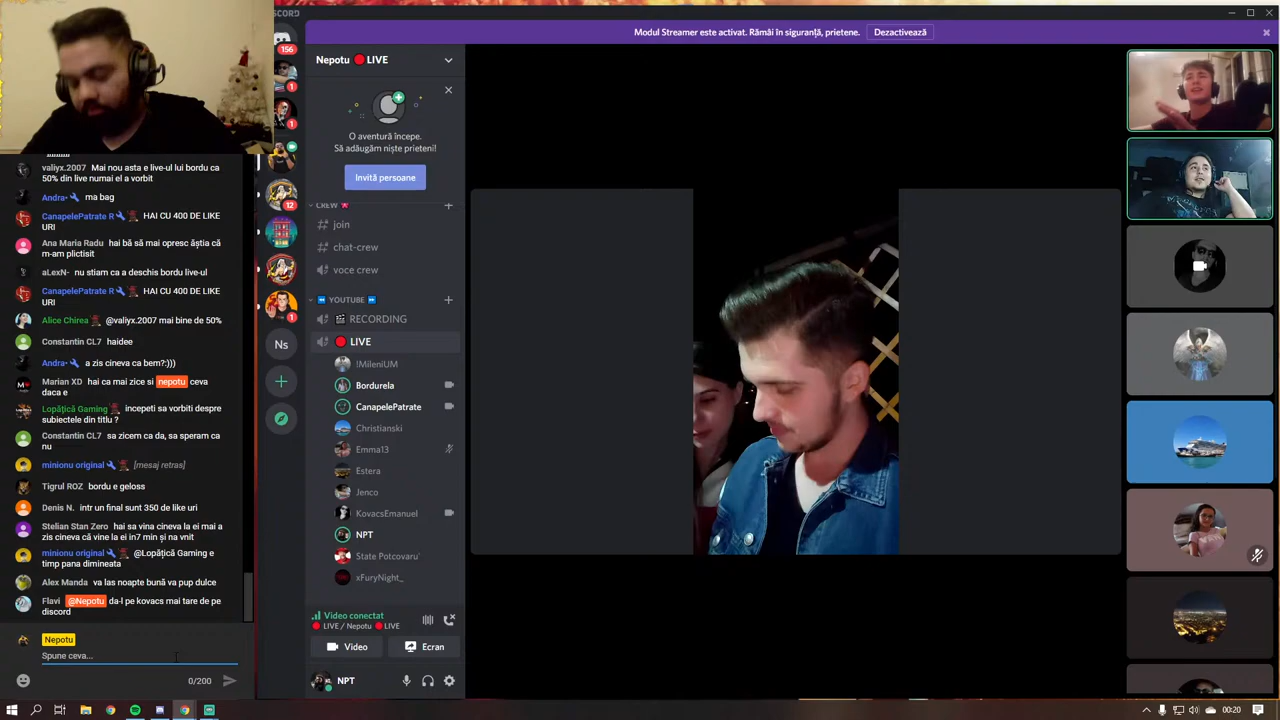 SCORD
Modul Streamer este activat. Rămâi în siguranță, prietene.
Dezactivează
156
1
1
12
1
Ns
Nepotu LIVE
O aventură începe.
Să adăugăm niște prieteni!
Invită persoane
CREW
join
chat-crew
voce crew
YOUTUBE
RECORDING
LIVE
!MileniUM
Bordurela
CanapelePatrate
Christianski
Emma13
Estera
Jenco
KovacsEmanuel
NPT
State Potcovaru'
xFuryNight_
Video conectat
LIVE / Nepotu LIVE
Video
Ecran
NPT
valiyx.2007 Mai nou asta e live-ul lui bordu ca
50% din live numai el a vorbit
Andra• ma bag
CanapelePatrate R HAI CU 400 DE LIKE
URI
Ana Maria Radu hai bă să mai opresc ăștia că
m-am plictisit
aLexN- nu stiam ca a deschis bordu live-ul
CanapelePatrate R HAI CU 400 DE LIKE
URI
Alice Chirea @valiyx.2007 mai bine de 50%
Constantin CL7 haidee
Andra• a zis cineva ca bem?:)))
Marian XD hai ca mai zice si nepotu ceva
daca e
Lopățică Gaming incepeti sa vorbiti despre
subiectele din titlu ?
Constantin CL7 sa zicem ca da, sa speram ca
nu
minionu original [mesaj retras]
Tigrul ROZ bordu e geloss
Denis N. intr un final sunt 350 de like uri
Stelian Stan Zero hai sa vina cineva la ei mai a
zis cineva că vine la ei in7 min și na vnit
minionu original @Lopățică Gaming e
timp pana dimineata
Alex Manda va las noapte bună va pup dulce
Flavi @Nepotu da-l pe kovacs mai tare de pe
discord
Nepotu
Spune ceva...
0/200
00:20